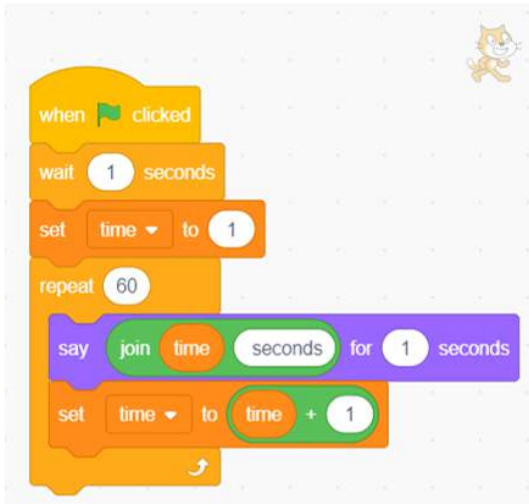 when clicked
wait 1 seconds
set time to 1
repeat 60
say join time seconds for 1 seconds
set time to time + 1